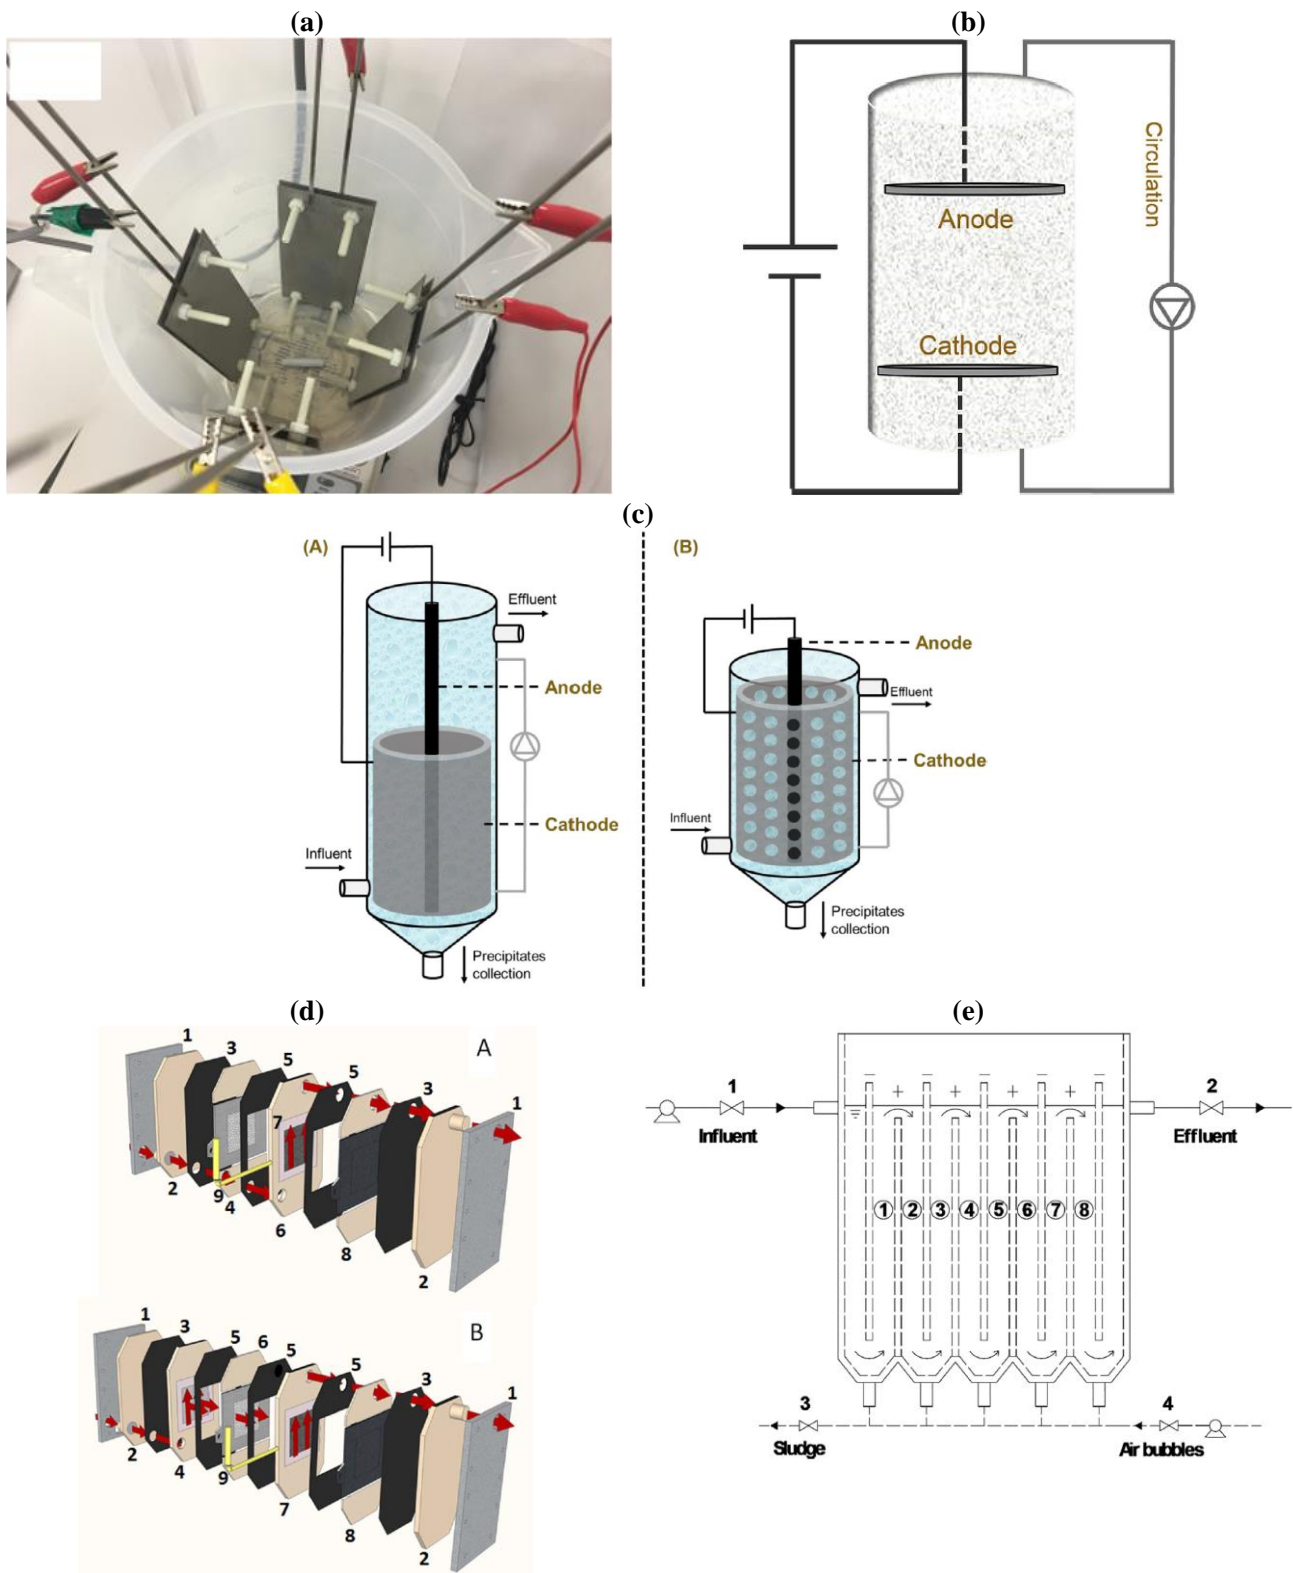 (a)
(b)
Circulation
Anode
Cathode
(c)
(A)
Effluent
Anode
Cathode
Influent
Precipitates
collection
(B)
Anode
Effluent
Cathode
Influent
Precipitates
collection
(d)
A
1
3
5
5
3
1
7
2
9
4
6
8
2
B
1
3
5
6
5
5
3
1
2
4
9
7
8
2
(e)
1
Influent
2
Effluent
+ + + +
1 2 3 4 5 6 7 8
3
Sludge
4
Air bubbles